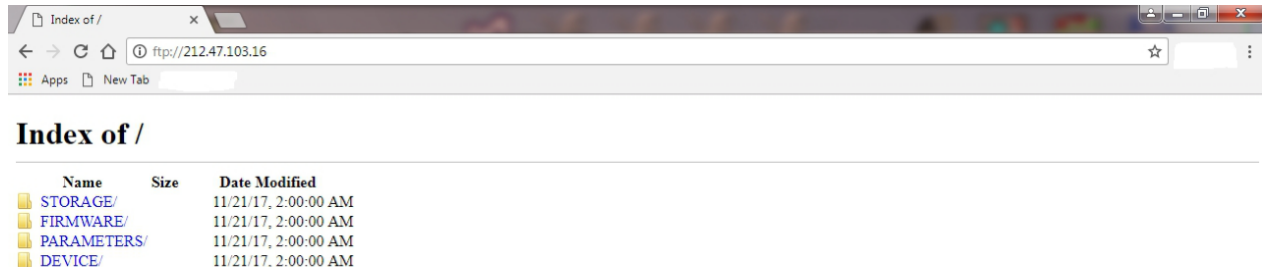 Index of /
ftp://212.47.103.16
Apps New Tab
Index of /
Name Size Date Modified
STORAGE/ 11/21/17, 2:00:00 AM
FIRMWARE/ 11/21/17, 2:00:00 AM
PARAMETERS/ 11/21/17, 2:00:00 AM
DEVICE/ 11/21/17, 2:00:00 AM